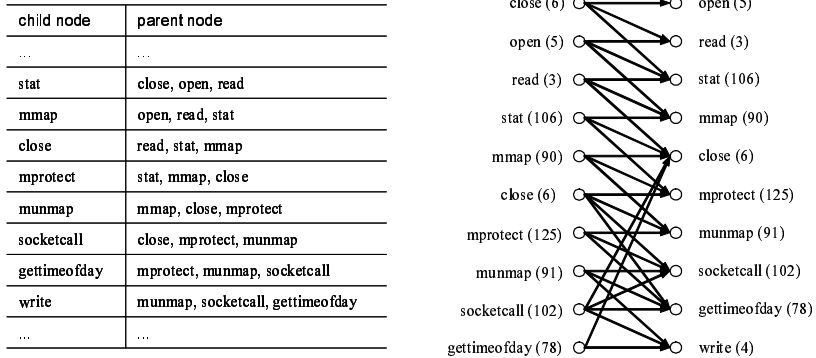 child node parent node
... ...
stat close, open, read
mmap open, read, stat
close read, stat, mmap
mprotect stat, mmap, close
munmap mmap, close, mprotect
socketcall close, mprotect, munmap
gettimeofday mprotect, munmap, socketcall
write munmap, socketcall, gettimeofday
... ...
close (6) open (5)
open (5) read (3)
read (3) stat (106)
stat (106) mmap (90)
mmap (90) close (6)
close (6) mprotect (125)
mprotect (125) munmap (91)
munmap (91) socketcall (102)
socketcall (102) gettimeofday (78)
gettimeofday (78) write (4)